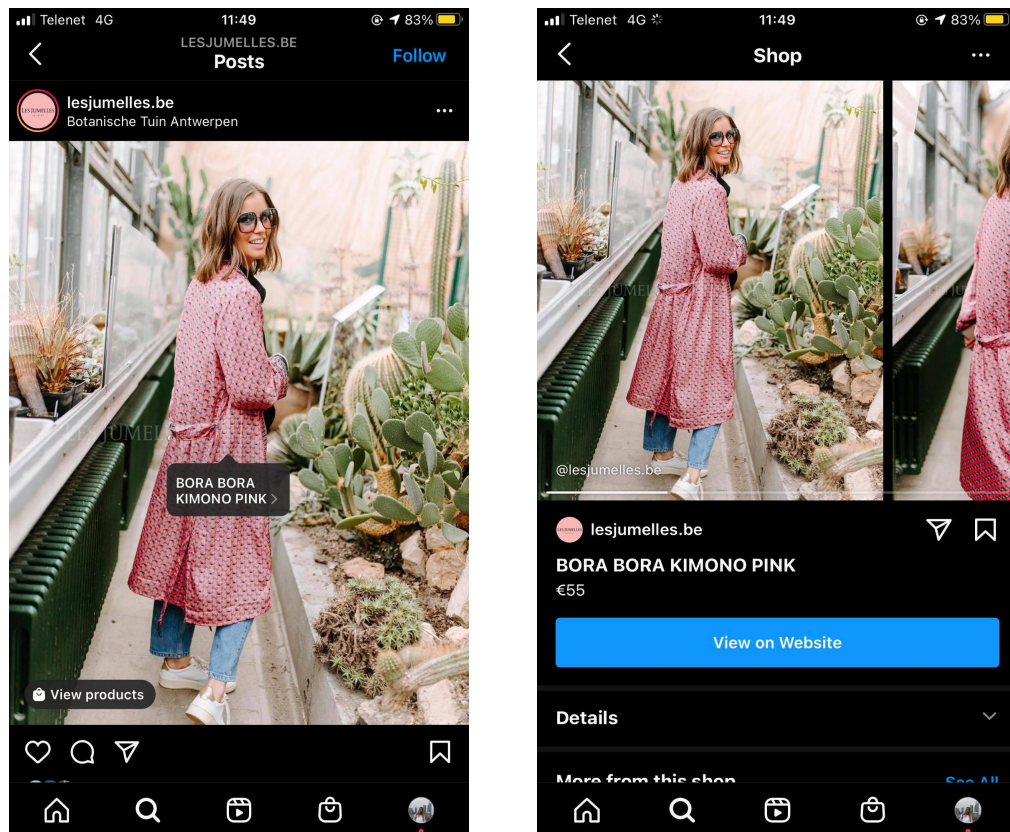 Telenet 4G
11:49
83%
LESJUMELLES.BE
Posts
Follow
lesjumelles.be
Botanische Tuin Antwerpen
BORA BORA
KIMONO PINK
View products
Telenet 4G
11:49
83%
Shop
@lesjumelles.be
lesjumelles.be
BORA BORA KIMONO PINK
€55
View on Website
Details
More from this shop
See All